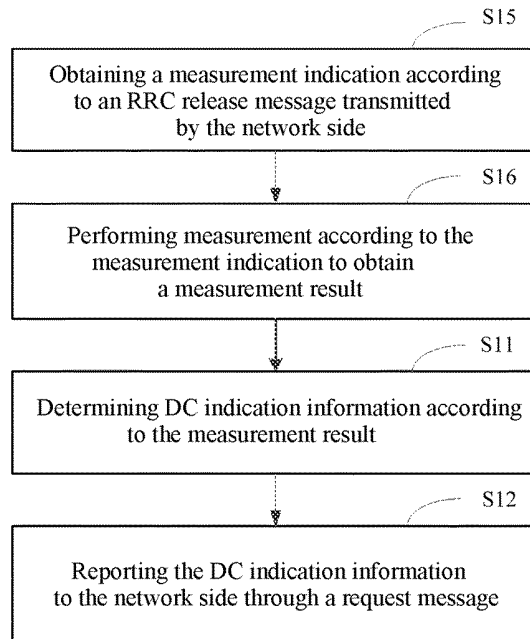 S15
Obtaining a measurement indication according
to an RRC release message transmitted
by the network side
S16
Performing measurement according to the
measurement indication to obtain
a measurement result
S11
Determining DC indication information according
to the measurement result
S12
Reporting the DC indication information
to the network side through a request message